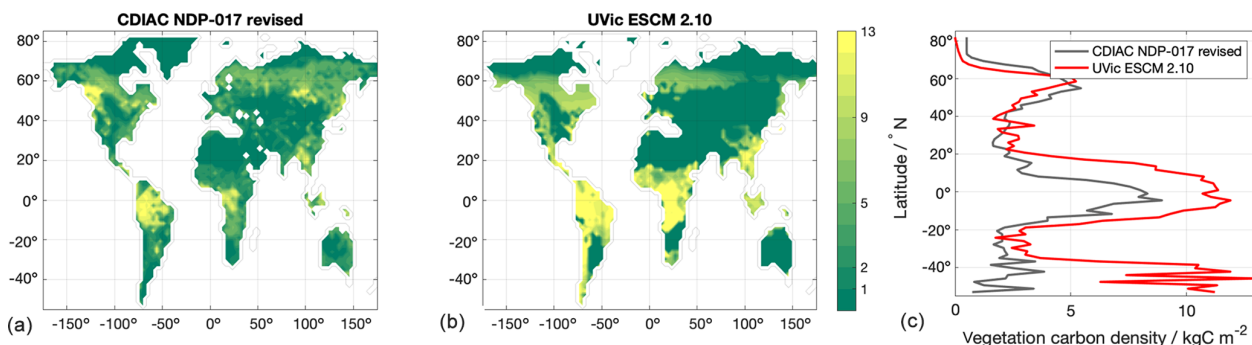 CDIAC NDP-017 revised
80°
60°
40°
20°
0°
-20°
-40°
-150° -100° -50° 0° 50° 100° 150°
(a)
UVic ESCM 2.10
80°
60°
40°
20°
0°
-20°
-40°
-150° -100° -50° 0° 50° 100° 150°
(b)
13
9
5
2
1
CDIAC NDP-017 revised
UVic ESCM 2.10
80°
60°
40°
20°
0°
-20°
-40°
Latitude / ° N
0 5 10
Vegetation carbon density / kgC m⁻²
(c)